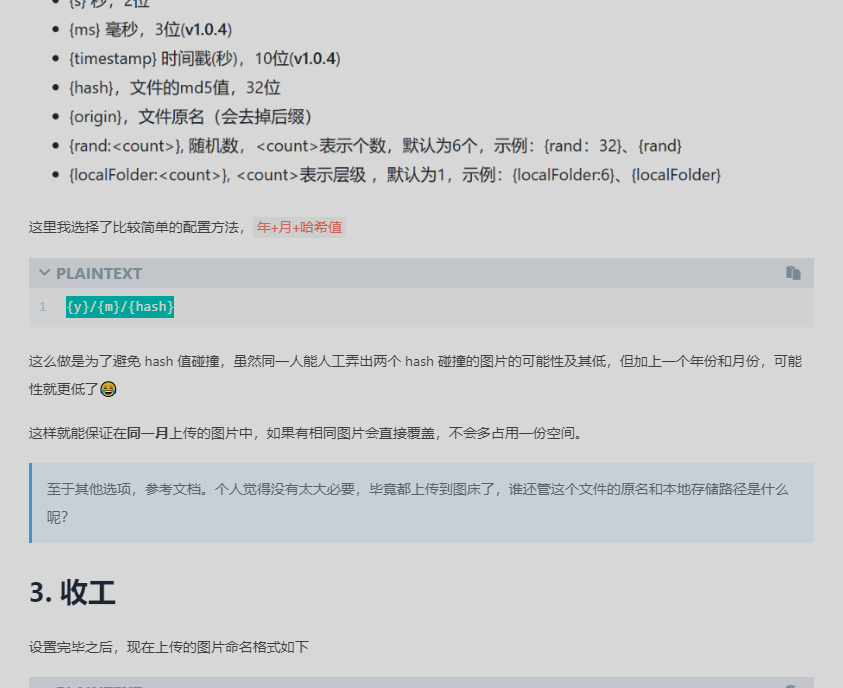 {s} 秒，2位
{ms} 毫秒，3位(v1.0.4)
{timestamp} 时间戳(秒)，10位(v1.0.4)
{hash}，文件的md5值，32位
{origin}，文件原名（会去掉后缀）
{rand:<count>}, 随机数，<count>表示个数，默认为6个，示例：{rand：32}、{rand}
{localFolder:<count>}, <count>表示层级 ，默认为1，示例：{localFolder:6}、{localFolder}
这里我选择了比较简单的配置方法，年+月+哈希值
PLAINTEXT
1 {y}/{m}/{hash}
这么做是为了避免 hash 值碰撞，虽然同一人能人工弄出两个 hash 碰撞的图片的可能性及其低，但加上一个年份和月份，可能
性就更低了😂
这样就能保证在同一月上传的图片中，如果有相同图片会直接覆盖，不会多占用一份空间。
至于其他选项，参考文档。个人觉得没有太大必要，毕竟都上传到图床了，谁还管这个文件的原名和本地存储路径是什么
呢？
3. 收工
设置完毕之后，现在上传的图片命名格式如下